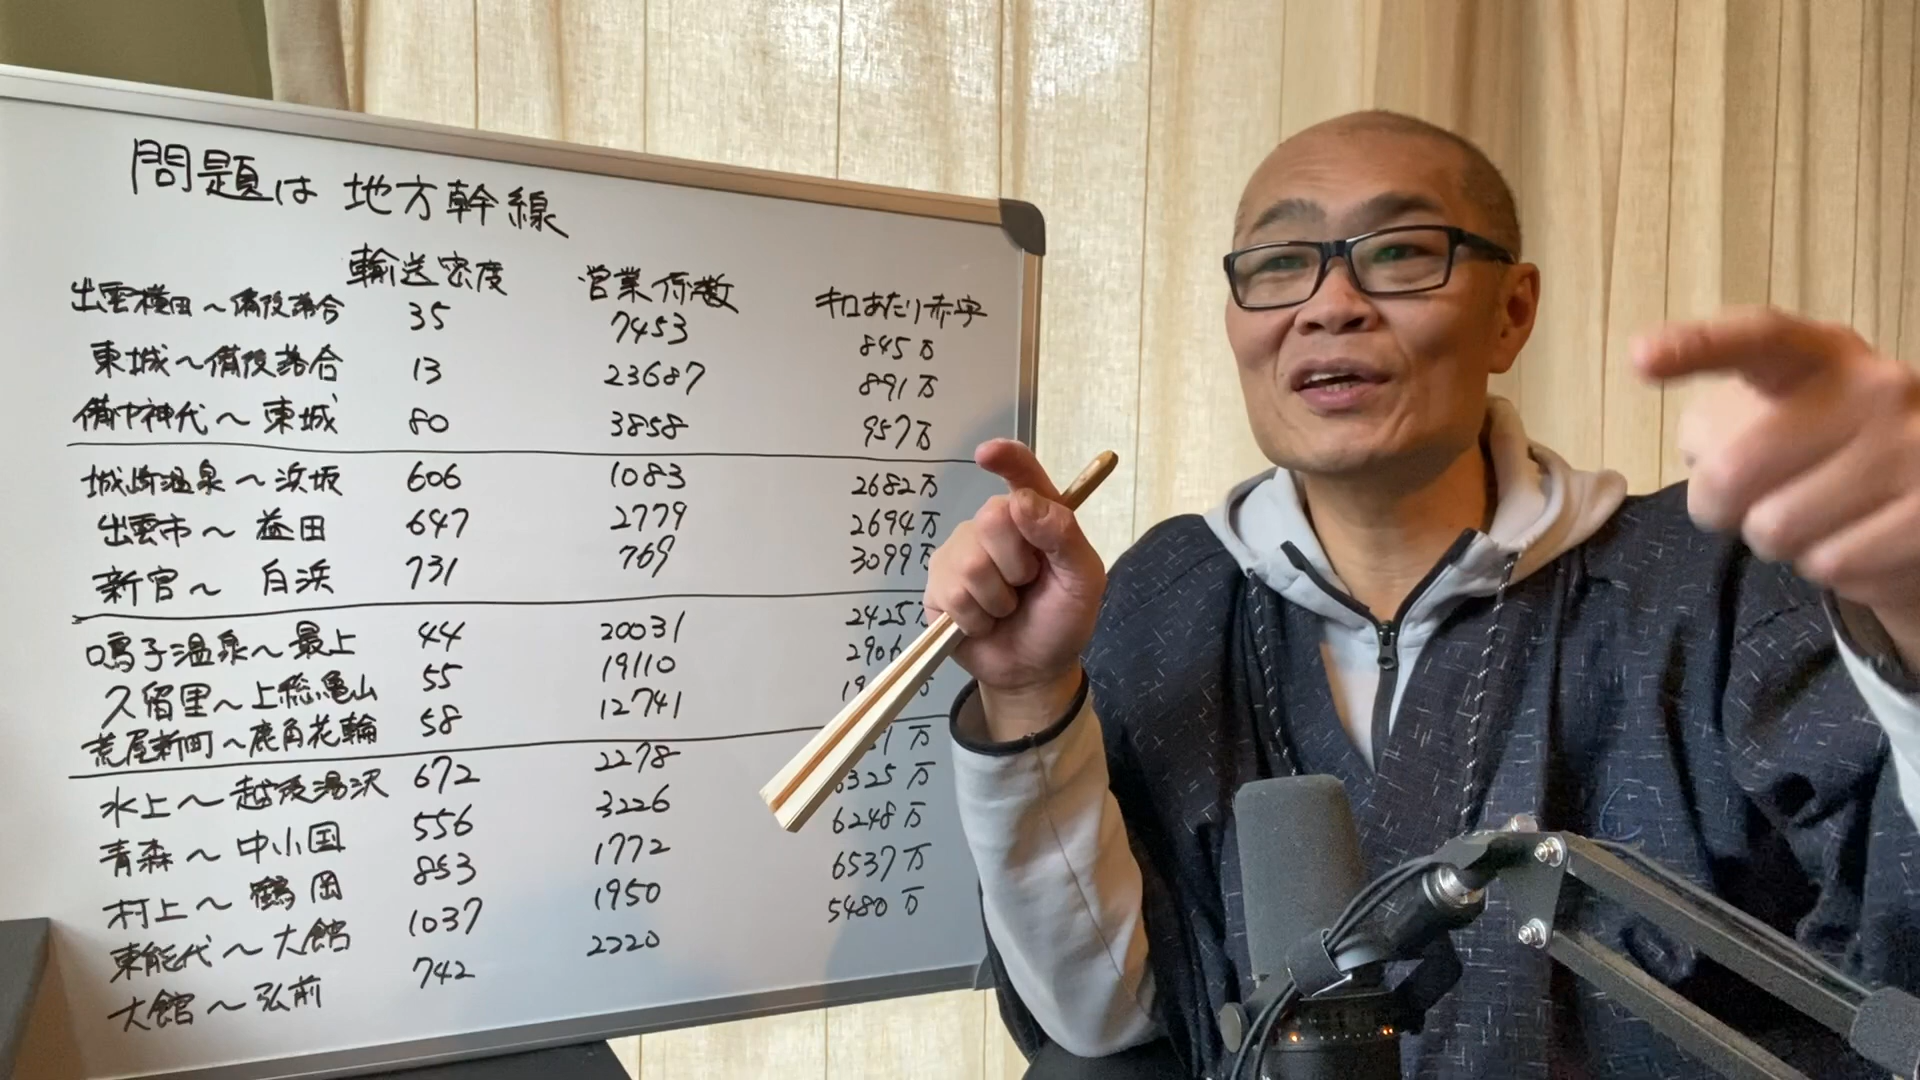 問題は 地方幹線
輸送密度 営業係数 キロあたり赤字
出雲横田〜備後落合 35 7453 845万
東城〜備後落合 13 23687 891万
備中神代〜東城 80 3858 957万
城崎温泉〜浜坂 606 1083 2682万
出雲市〜益田 647 2779 2694万
新宮〜白浜 731 769 3099万
鳴子温泉〜最上 44 20031 2425万
久留里〜上総亀山 55 19110 2906
荒屋新町〜鹿角花輪 58 12741 19 万
水上〜越後湯沢 672 2278 1万
青森〜中小国 556 3226 325万
村上〜鶴岡 853 1772 6248万
東能代〜大館 1037 1950 6537万
大館〜弘前 742 2220 5480万